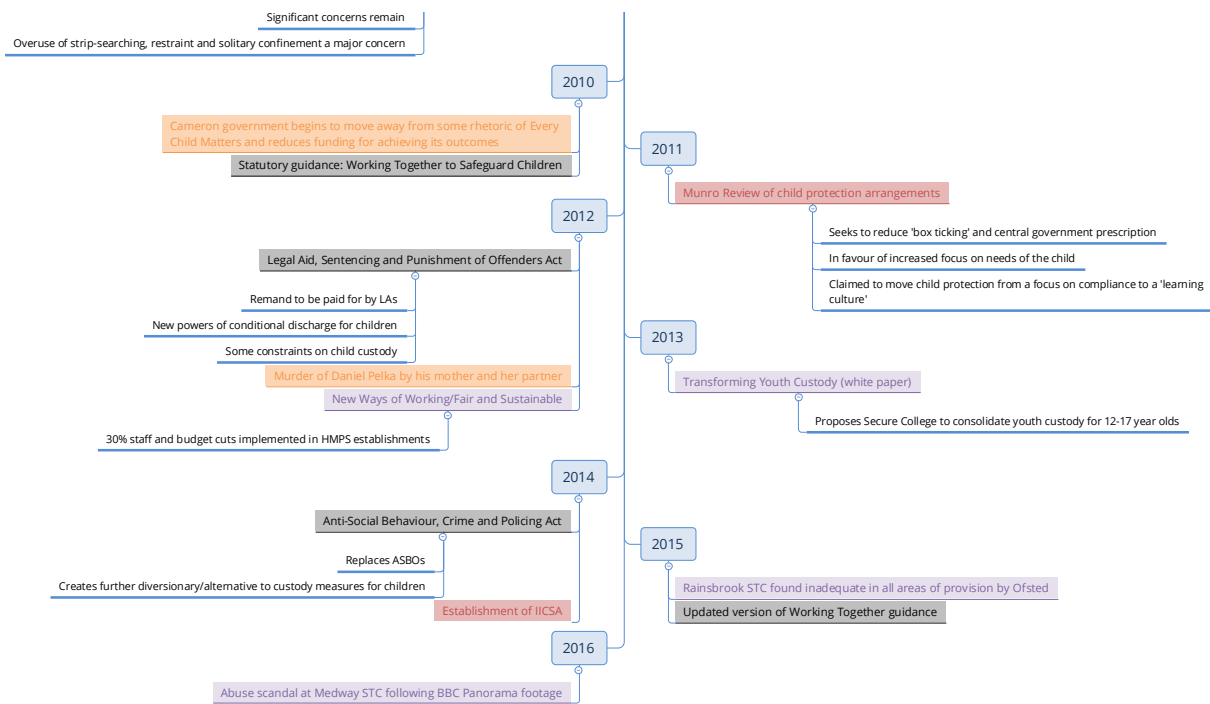 Significant concerns remain
Overuse of strip-searching, restraint and solitary confinement a major concern
2010
Cameron government begins to move away from some rhetoric of Every
Child Matters and reduces funding for achieving its outcomes
Statutory guidance: Working Together to Safeguard Children
2011
Munro Review of child protection arrangements
Seeks to reduce 'box ticking' and central government prescription
In favour of increased focus on needs of the child
Claimed to move child protection from a focus on compliance to a 'learning
culture'
2012
Legal Aid, Sentencing and Punishment of Offenders Act
Remand to be paid for by LAs
New powers of conditional discharge for children
Some constraints on child custody
Murder of Daniel Pelka by his mother and her partner
New Ways of Working/Fair and Sustainable
30% staff and budget cuts implemented in HMPS establishments
2013
Transforming Youth Custody (white paper)
Proposes Secure College to consolidate youth custody for 12-17 year olds
2014
Anti-Social Behaviour, Crime and Policing Act
Replaces ASBOs
Creates further diversionary/alternative to custody measures for children
Establishment of IICSA
2015
Rainsbrook STC found inadequate in all areas of provision by Ofsted
Updated version of Working Together guidance
2016
Abuse scandal at Medway STC following BBC Panorama footage